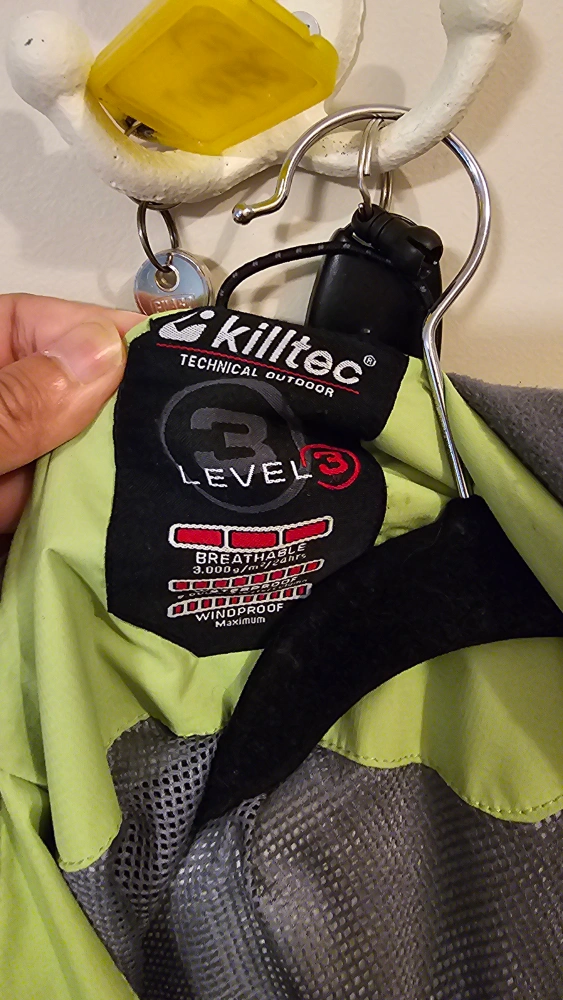 killtec®
TECHNICAL OUTDOOR
3
LEVEL 3
BREATHABLE
3.000g/m²/24hrs
WINDPROOF
Maximum